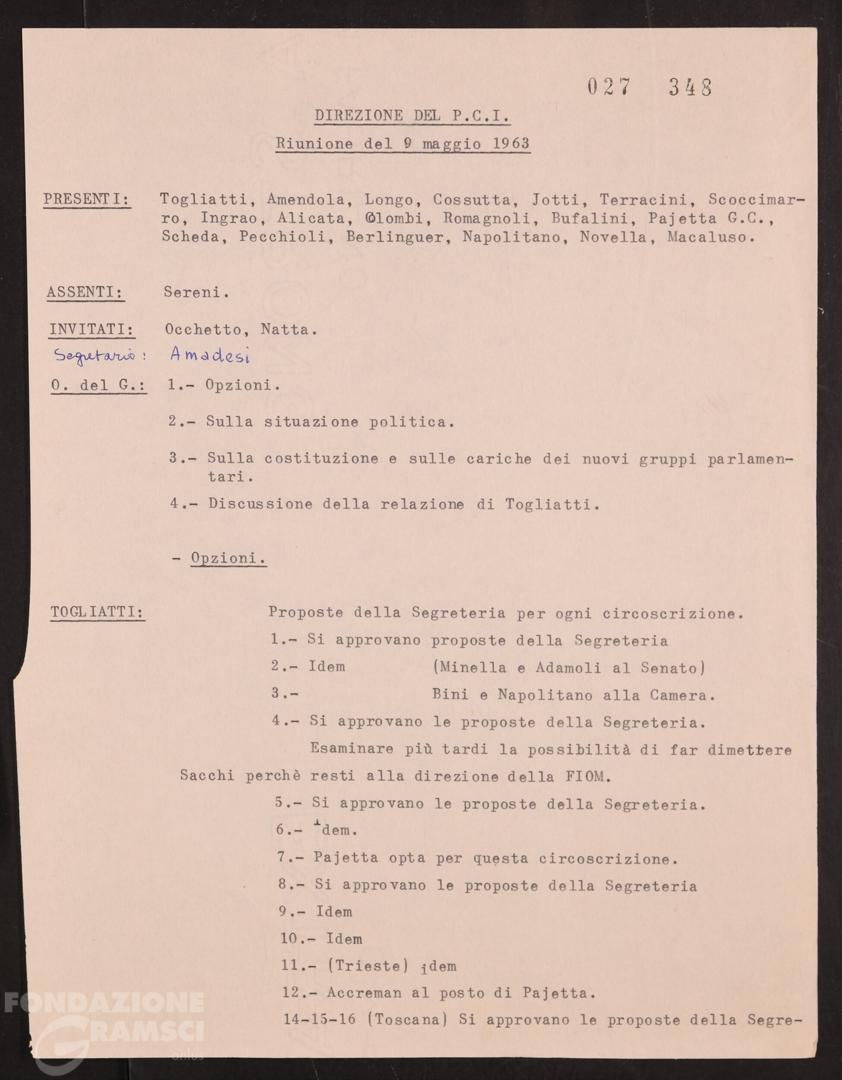 027 348
DIREZIONE DEL P.C.I.
Riunione del 9 maggio 1963
PRESENTI: Togliatti, Amendola, Longo, Cossutta, Jotti, Terracini, Scoccimar-
ro, Ingrao, Alicata, Colombi, Romagnoli, Bufalini, Pajetta G.C.,
Scheda, Pecchioli, Berlinguer, Napolitano, Novella, Macaluso.
ASSENTI: Sereni.
INVITATI: Occhetto, Natta.
Segretario: Amadesi
O. del G.: 1.- Opzioni.
2.- Sulla situazione politica.
3.- Sulla costituzione e sulle cariche dei nuovi gruppi parlamen-
tari.
4.- Discussione della relazione di Togliatti.
- Opzioni.
TOGLIATTI: Proposte della Segreteria per ogni circoscrizione.
1.- Si approvano proposte della Segreteria
2.- Idem (Minella e Adamoli al Senato)
3.- Bini e Napolitano alla Camera.
4.- Si approvano le proposte della Segreteria.
Esaminare più tardi la possibilità di far dimettere
Sacchi perchè resti alla direzione della FIOM.
5.- Si approvano le proposte della Segreteria.
6.- Idem.
7.- Pajetta opta per questa circoscrizione.
8.- Si approvano le proposte della Segreteria
9.- Idem
10.- Idem
11.- (Trieste) idem
12.- Accreman al posto di Pajetta.
14-15-16 (Toscana) Si approvano le proposte della Segre-
FONDAZIONE
GRAMSCI
onlus